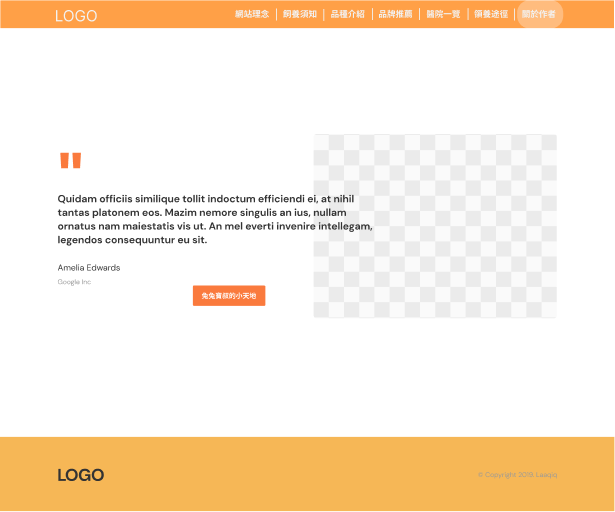 LOGO
網站理念 飼養須知 品種介紹 品牌推薦 醫院一覽 領養途徑 關於作者
"
Quidam officiis similique tollit indoctum efficiendi ei, at nihil
tantas platonem eos. Mazim nemore singulis an ius, nullam
ornatus nam maiestatis vis ut. An mel everti invenire intellegam,
legendos consequuntur eu sit.
Amelia Edwards
Google Inc
兔兔寶叔的小天地
LOGO
© Copyright 2019. Laaqiq